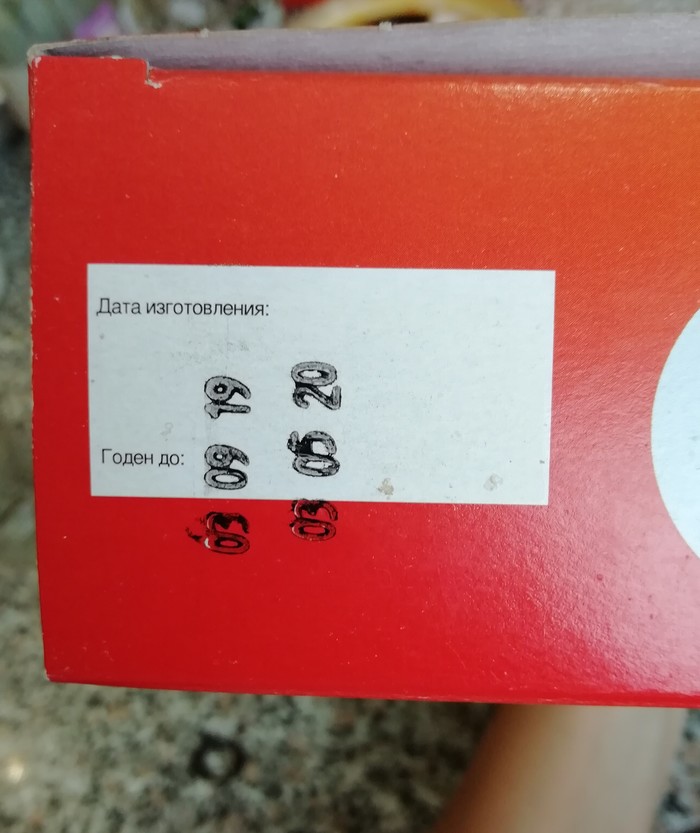 Дата изготовления:
Годен до:
03 09 19
03 05 20